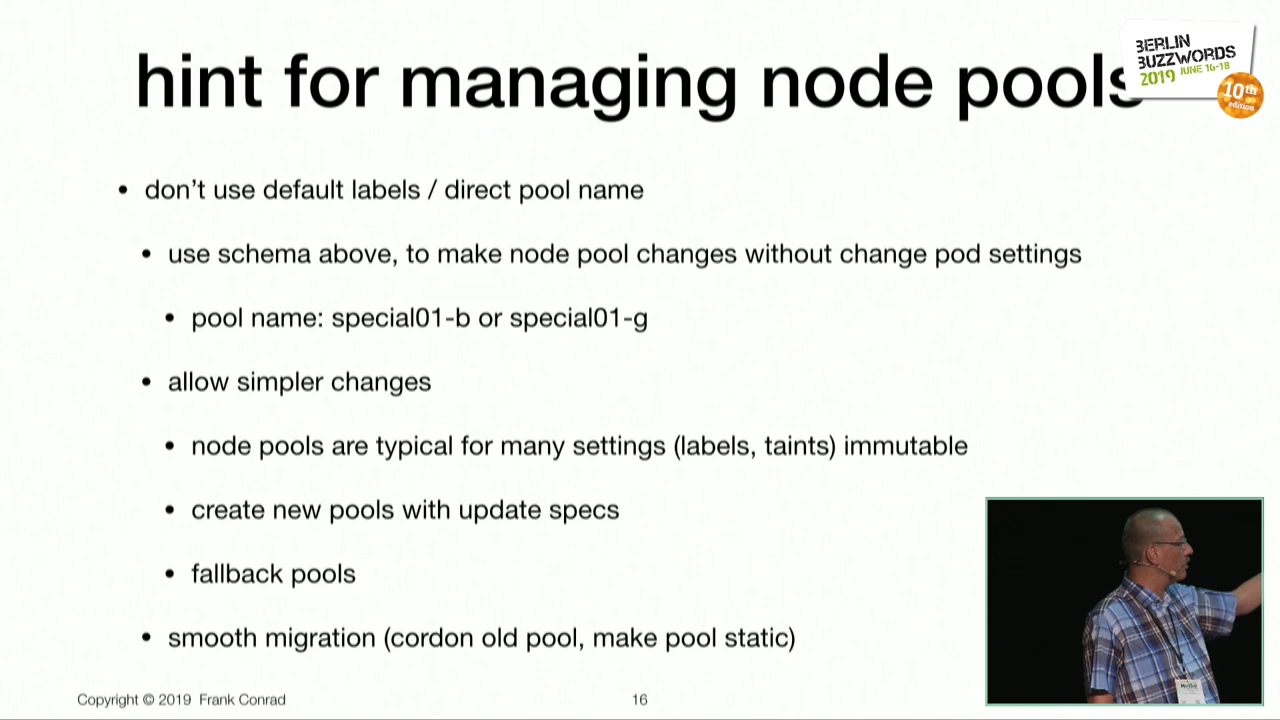 hint for managing node pools
BERLIN
BUZZWORDS
2019 JUNE 16-18
10th
edition
• don’t use default labels / direct pool name
• use schema above, to make node pool changes without change pod settings
• pool name: special01-b or special01-g
• allow simpler changes
• node pools are typical for many settings (labels, taints) immutable
• create new pools with update specs
• fallback pools
• smooth migration (cordon old pool, make pool static)
Copyright © 2019 Frank Conrad
16